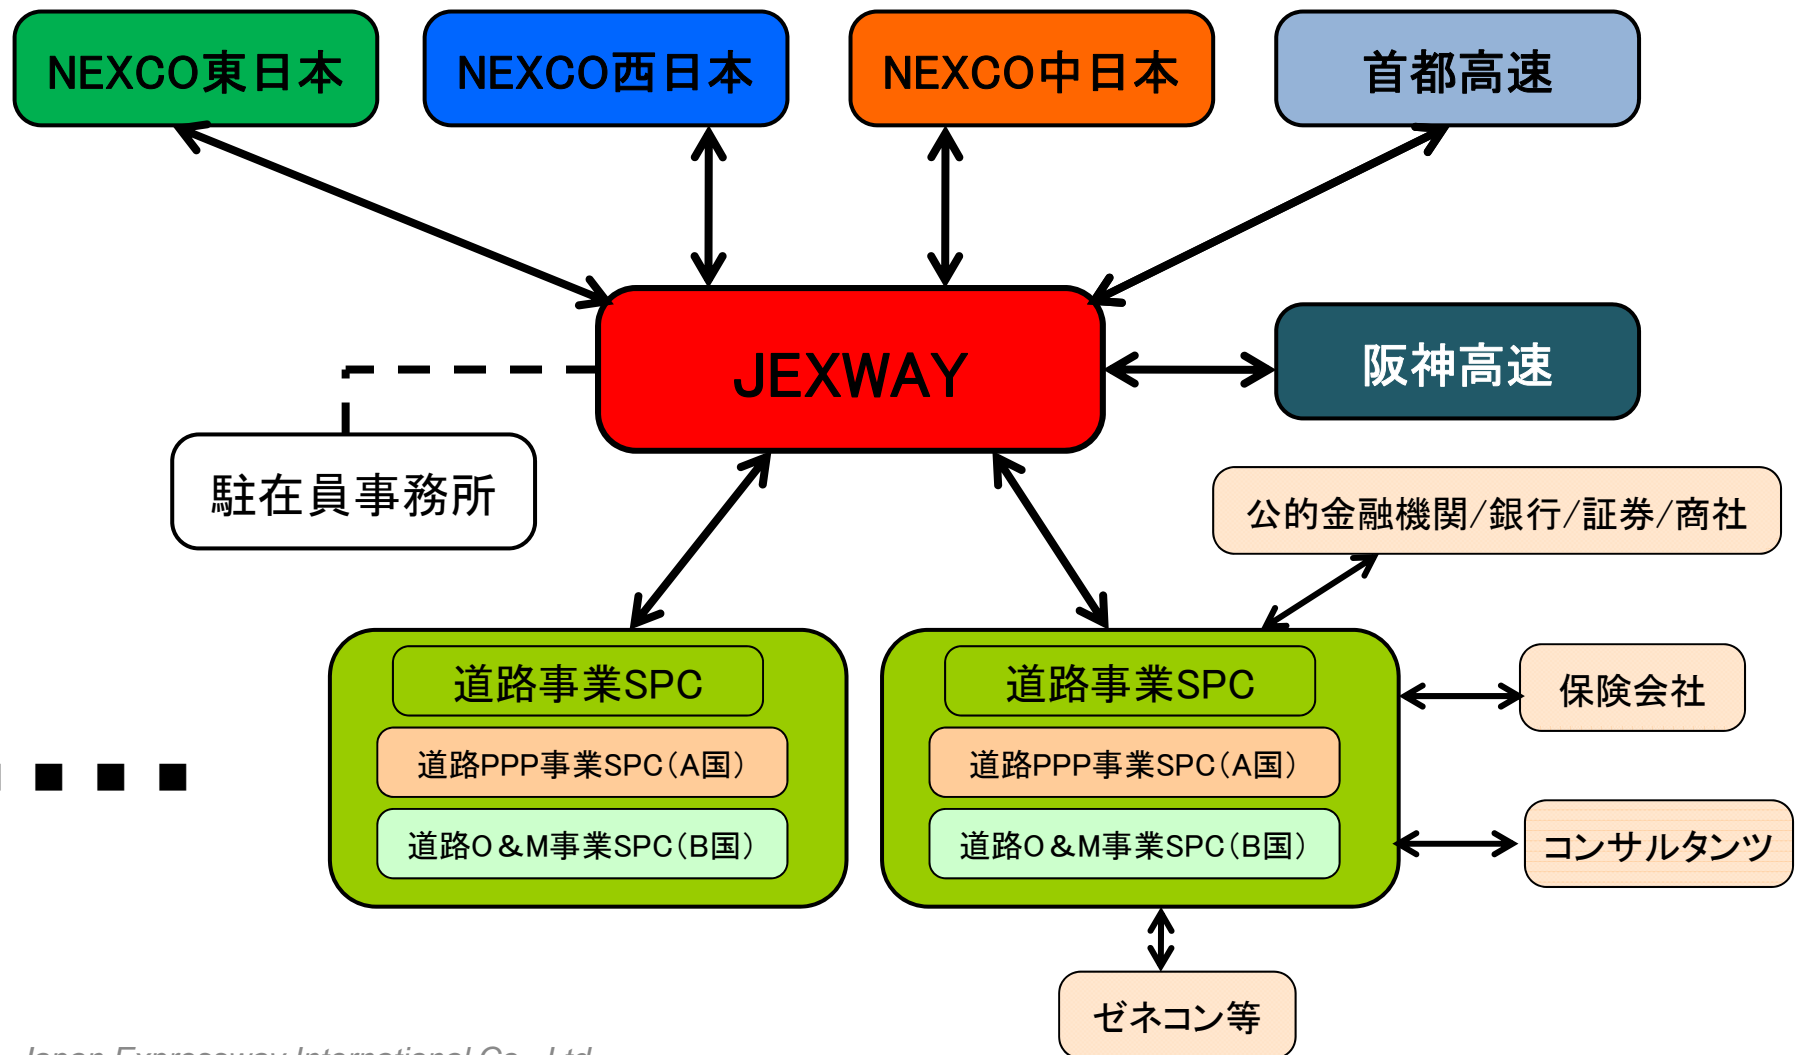 NEXCO東日本
NEXCO西日本
NEXCO中日本
首都高速
JEXWAY
阪神高速
駐在員事務所
公的金融機関/銀行/証券/商社
道路事業SPC
道路PPP事業SPC（A国）
道路O＆M事業SPC（B国）
道路事業SPC
道路PPP事業SPC（A国）
道路O＆M事業SPC（B国）
保険会社
コンサルタンツ
ゼネコン等
Japan Expressway International Co., Ltd